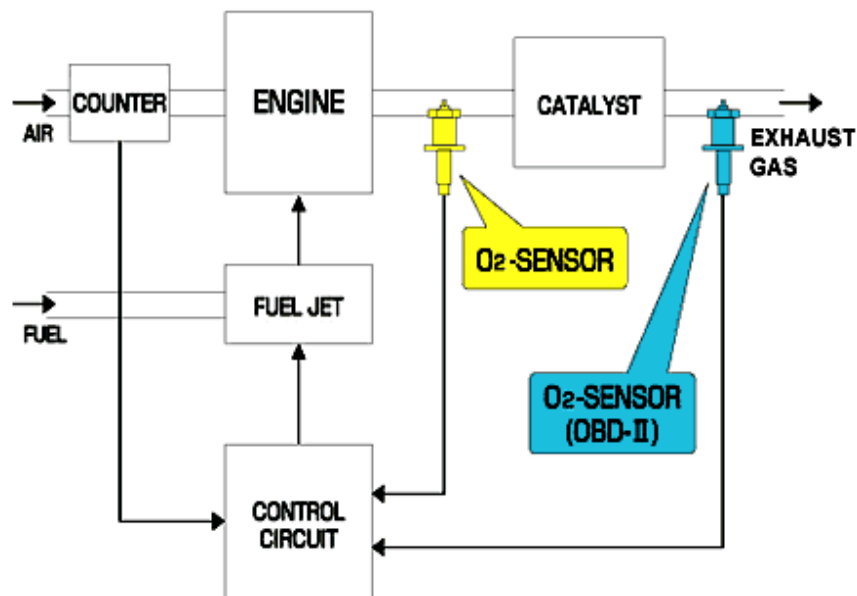 COUNTER
ENGINE
CATALYST
AIR
EXHAUST
GAS
O2-SENSOR
FUEL JET
FUEL
O2-SENSOR
(OBD-Ⅱ)
CONTROL
CIRCUIT